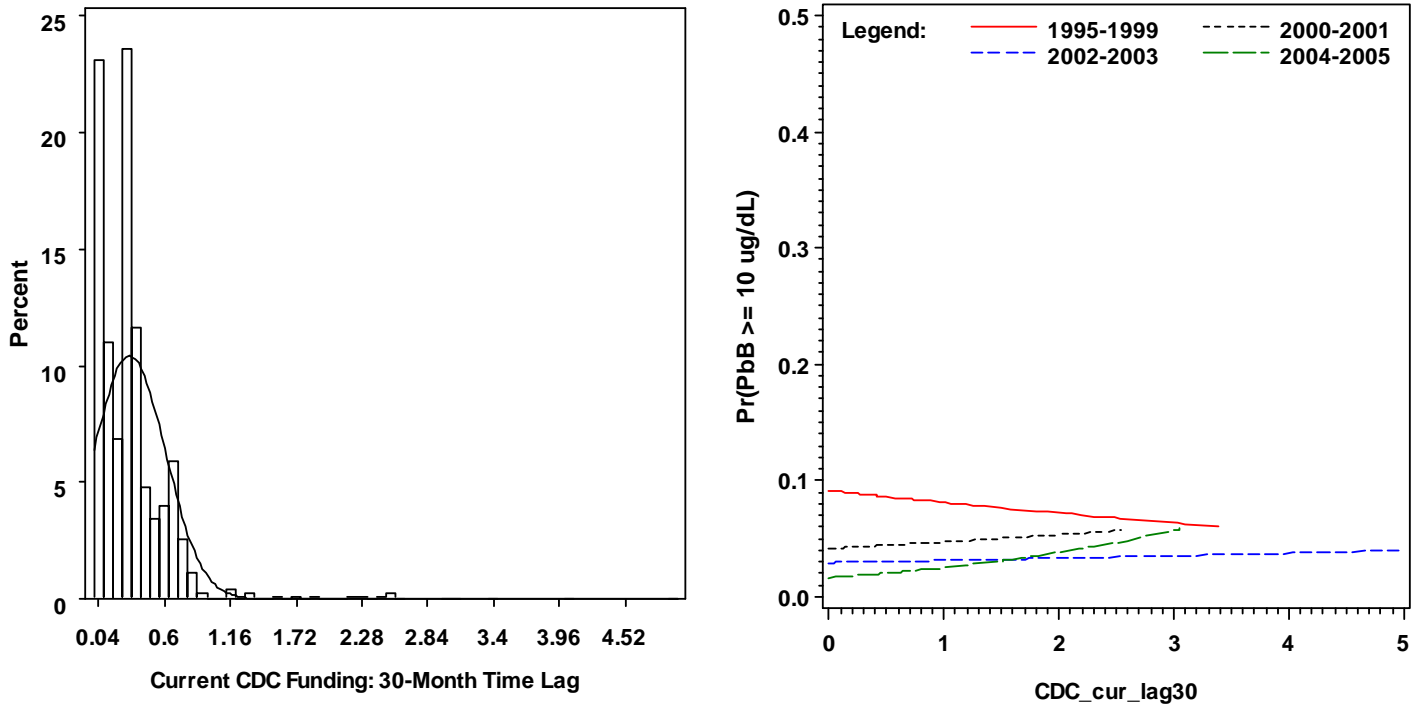 25
20
15
10
5
0
Percent
0.04 0.6 1.16 1.72 2.28 2.84 3.4 3.96 4.52
Current CDC Funding: 30-Month Time Lag
Legend: 1995-1999 2000-2001
2002-2003 2004-2005
0.5
0.4
0.3
0.2
0.1
0.0
Pr(PbB >= 10 ug/dL)
0 1 2 3 4 5
CDC_cur_lag30